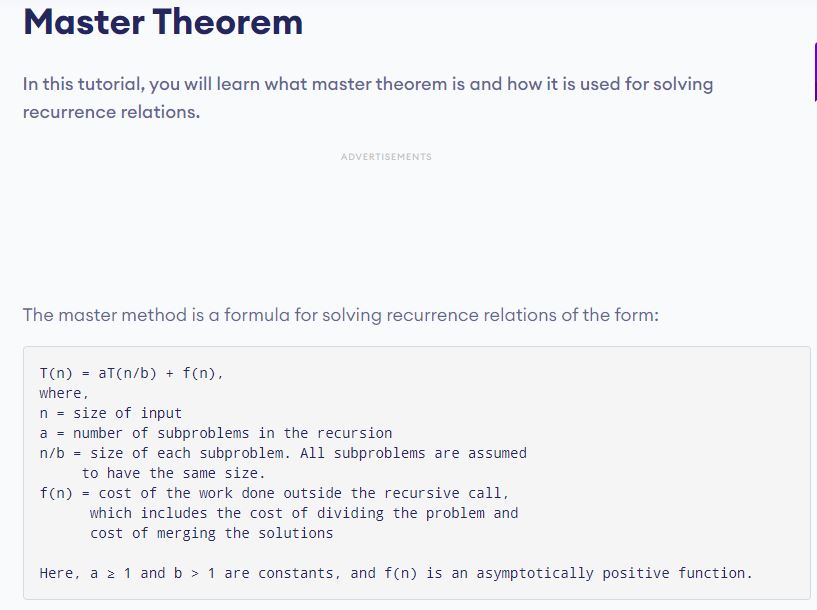 Master Theorem
In this tutorial, you will learn what master theorem is and how it is used for solving
recurrence relations.
ADVERTISEMENTS
The master method is a formula for solving recurrence relations of the form:
T(n) = aT(n/b) + f(n),
where,
n = size of input
a = number of subproblems in the recursion
n/b = size of each subproblem. All subproblems are assumed
to have the same size.
f(n) = cost of the work done outside the recursive call,
which includes the cost of dividing the problem and
cost of merging the solutions
Here, a ≥ 1 and b > 1 are constants, and f(n) is an asymptotically positive function.